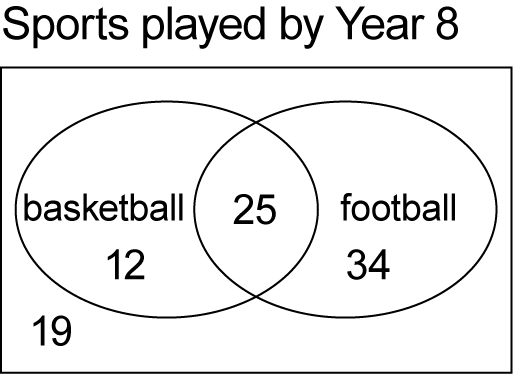 Sports played by Year 8
basketball 25 football
12 34
19